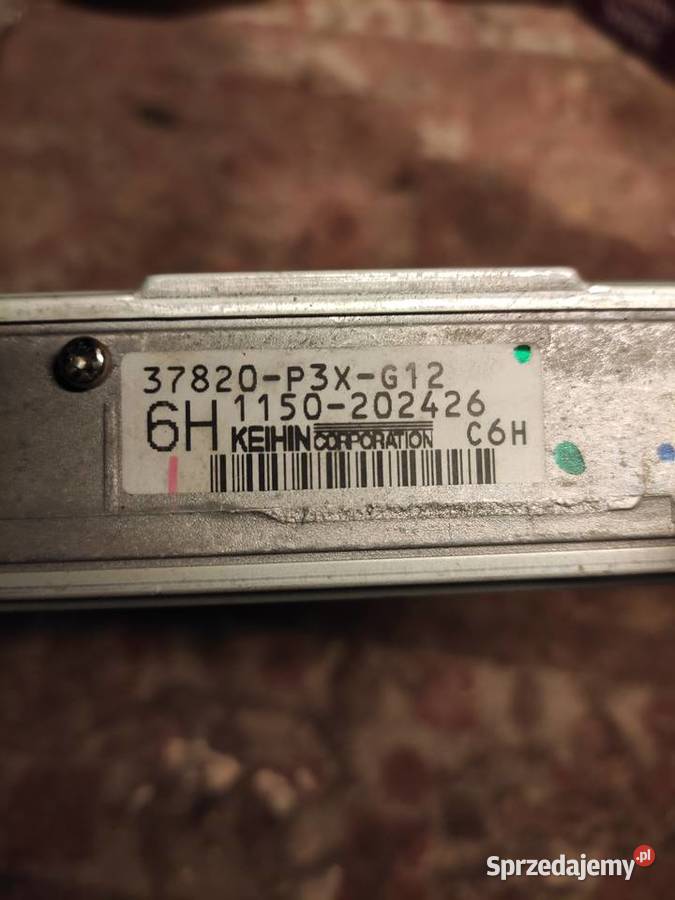 37820-P3X-G12
6H 1150-202426
KEIHIN CORPORATION C6H
Sprzedajemy.pl